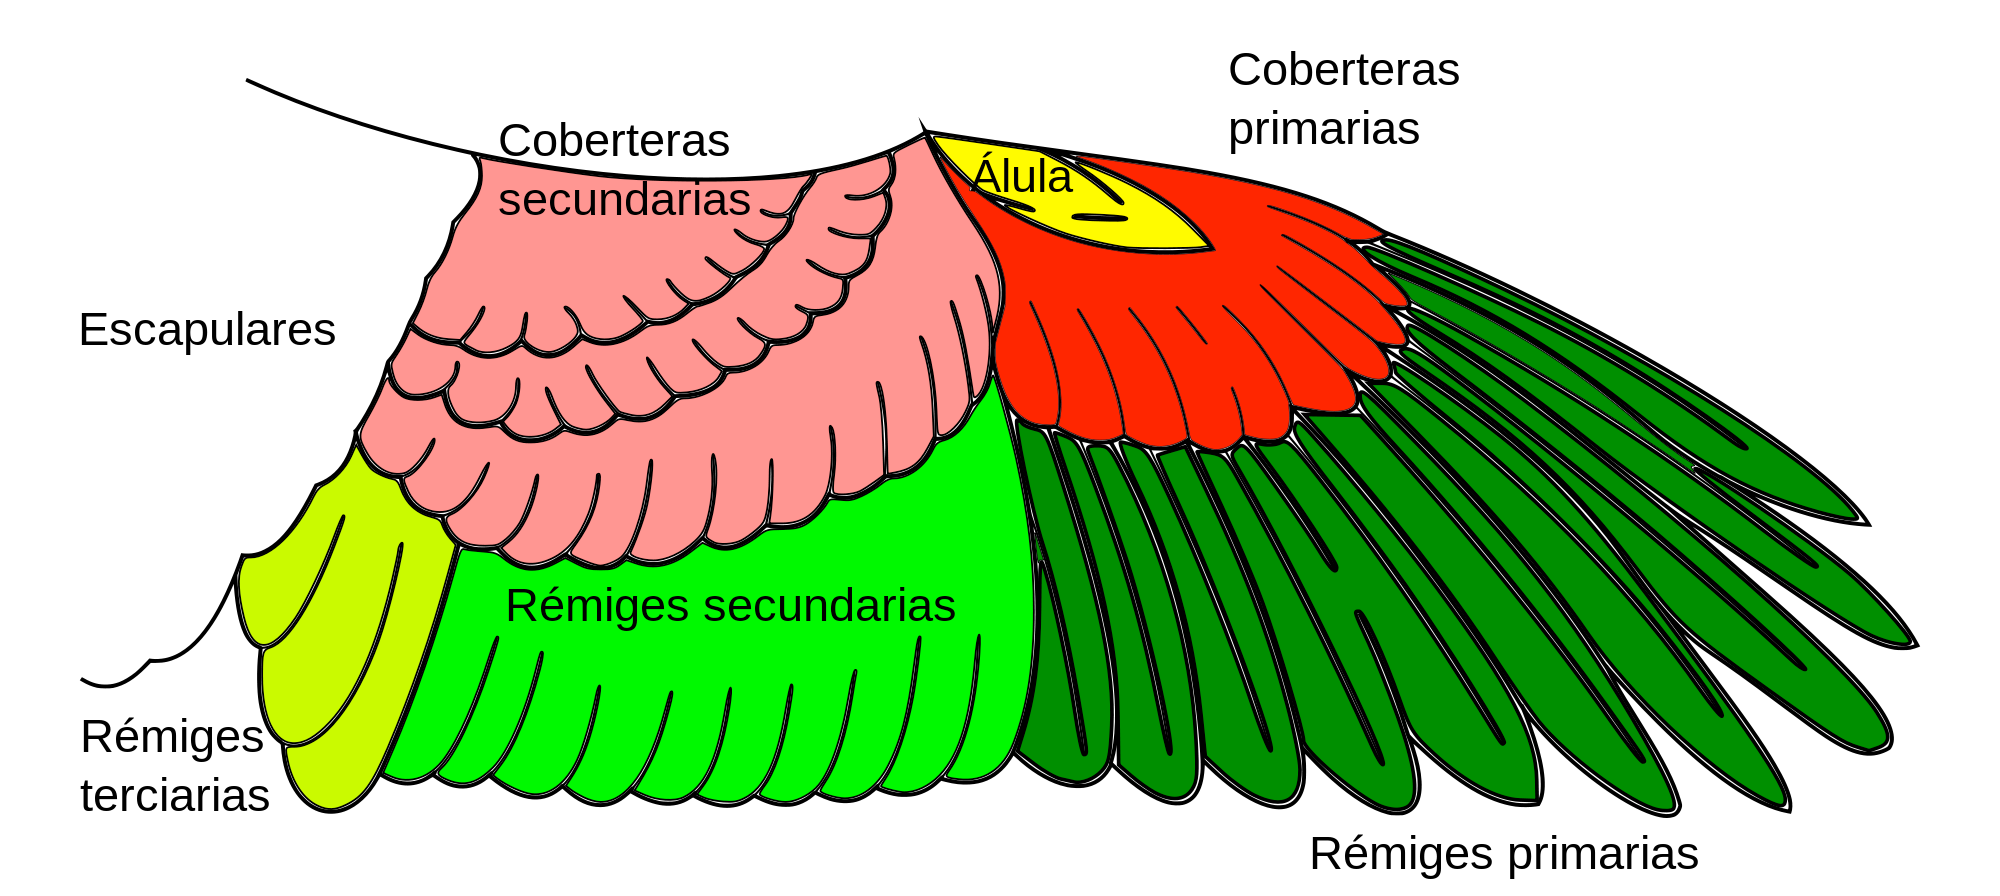 Coberteras
primarias
Coberteras
secundarias
Álula
Escapulares
Rémiges secundarias
Rémiges
terciarias
Rémiges primarias